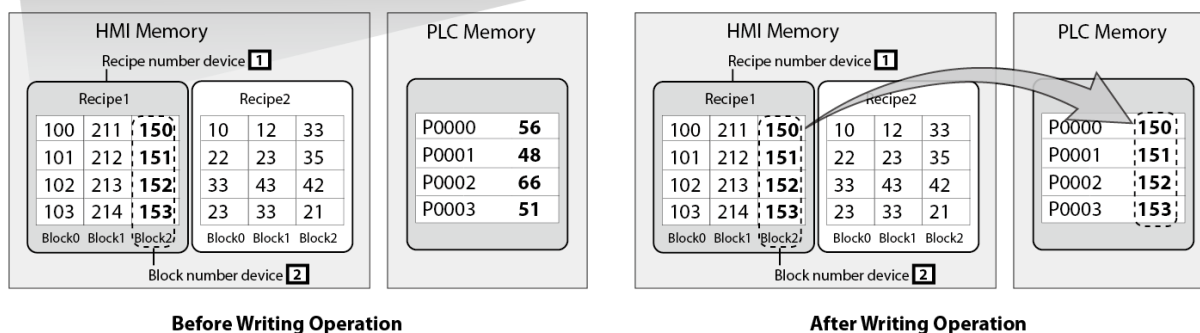 HMI Memory
Recipe number device 1
Recipe1
100 211 150
101 212 151
102 213 152
103 214 153
Block0 Block1 Block2
Recipe2
10 12 33
22 23 35
33 43 42
23 33 21
Block0 Block1 Block2
Block number device 2
PLC Memory
P0000 56
P0001 48
P0002 66
P0003 51
Before Writing Operation
HMI Memory
Recipe number device 1
Recipe1
100 211 150
101 212 151
102 213 152
103 214 153
Block0 Block1 Block2
Recipe2
10 12 33
22 23 35
33 43 42
23 33 21
Block0 Block1 Block2
Block number device 2
PLC Memory
P0000 150
P0001 151
P0002 152
P0003 153
After Writing Operation